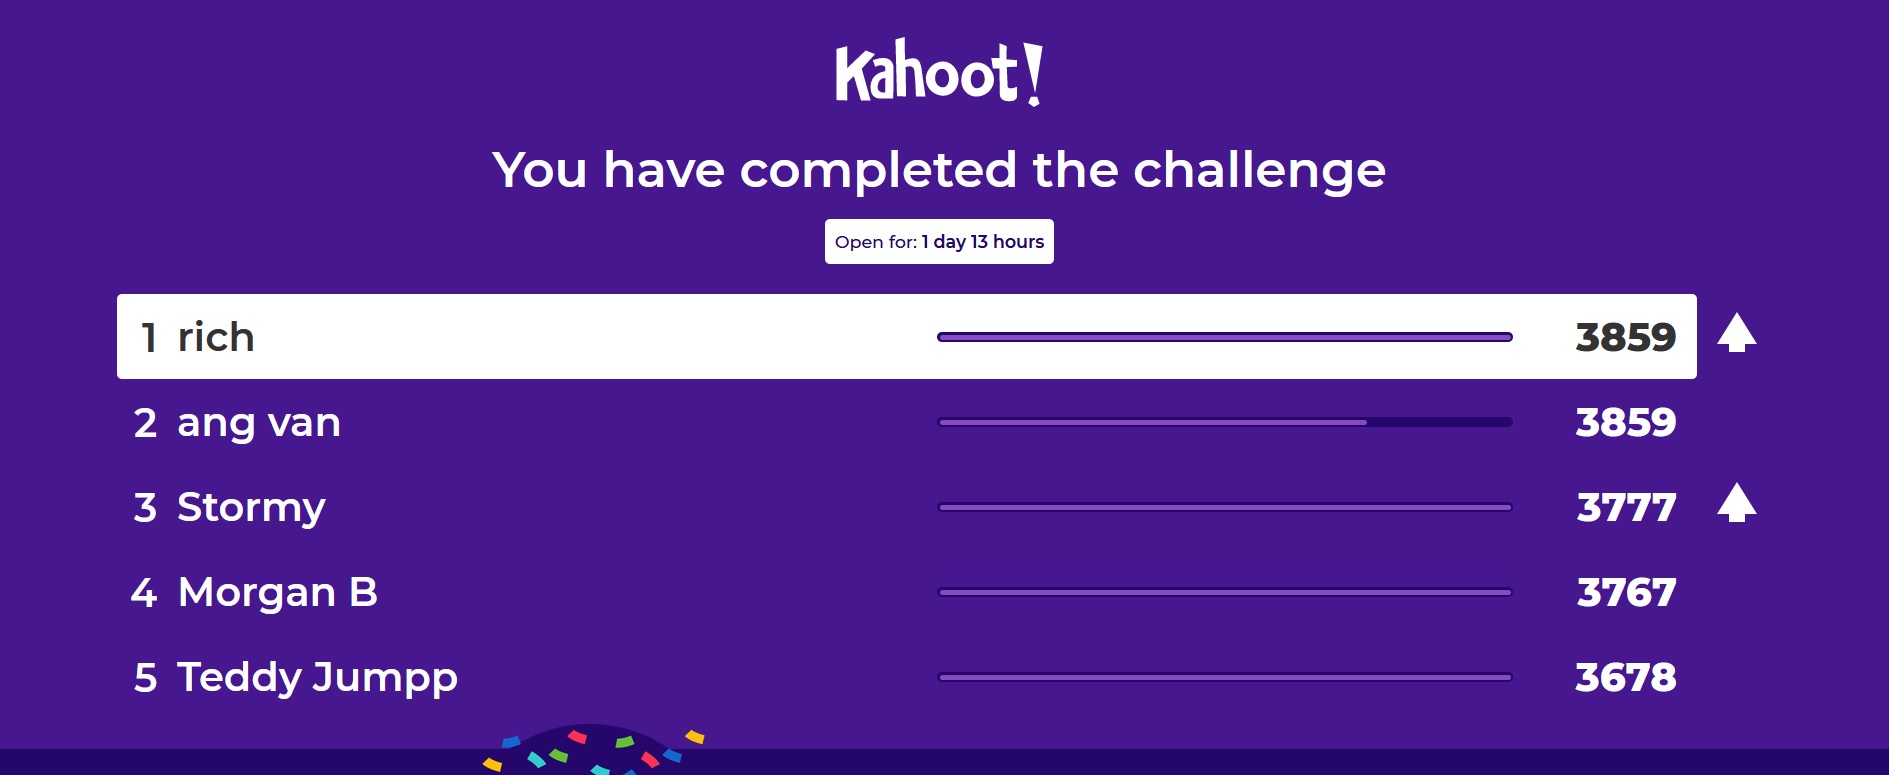 Kahoot!
You have completed the challenge
Open for: 1 day 13 hours
1 rich 3859
2 ang van 3859
3 Stormy 3777
4 Morgan B 3767
5 Teddy Jumpp 3678